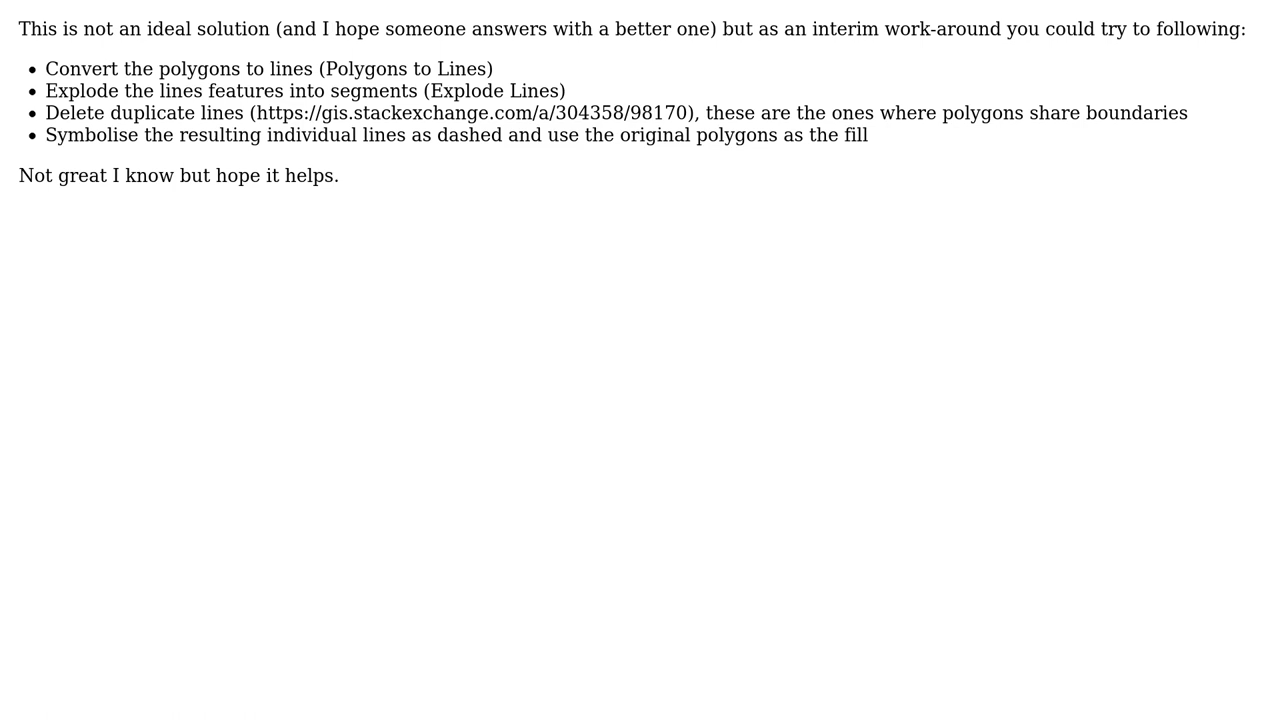 This is not an ideal solution (and I hope someone answers with a better one) but as an interim work-around you could try to following:
• Convert the polygons to lines (Polygons to Lines)
• Explode the lines features into segments (Explode Lines)
• Delete duplicate lines (https://gis.stackexchange.com/a/304358/98170), these are the ones where polygons share boundaries
• Symbolise the resulting individual lines as dashed and use the original polygons as the fill
Not great I know but hope it helps.